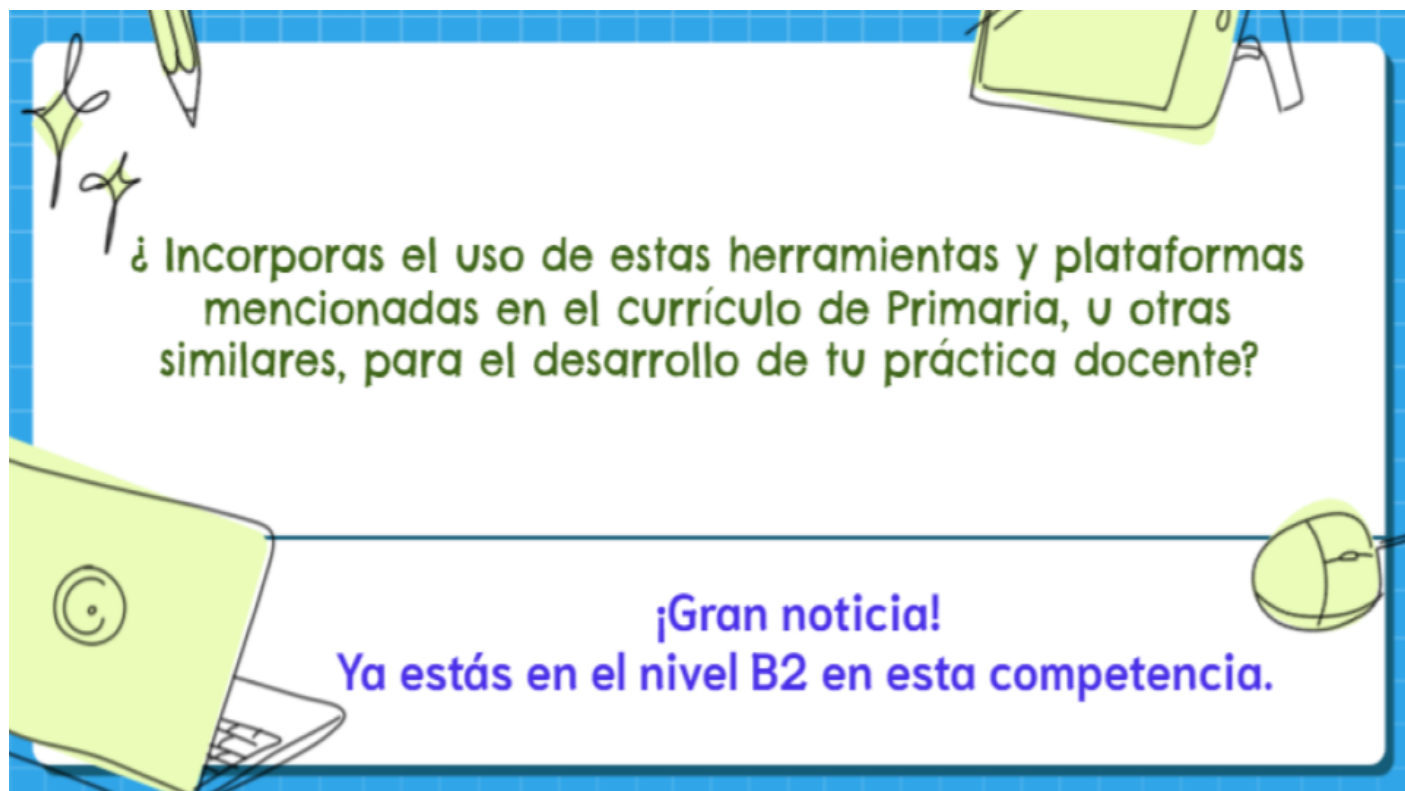 ¿ Incorporas el uso de estas herramientas y plataformas
mencionadas en el currículo de Primaria, u otras
similares, para el desarrollo de tu práctica docente?
¡Gran noticia!
Ya estás en el nivel B2 en esta competencia.